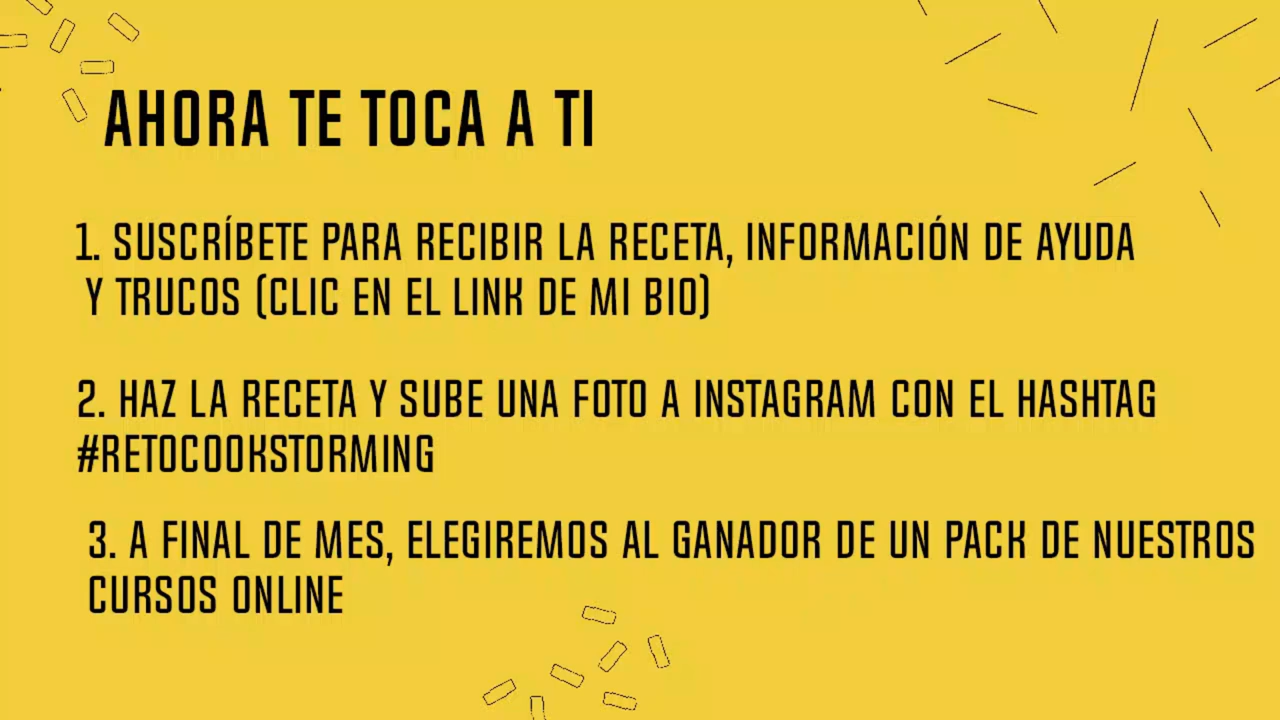 AHORA TE TOCA A TI
1. SUSCRÍBETE PARA RECIBIR LA RECETA, INFORMACIÓN DE AYUDA
Y TRUCOS (CLIC EN EL LINK DE MI BIO)
2. HAZ LA RECETA Y SUBE UNA FOTO A INSTAGRAM CON EL HASHTAG
#RETOCOOKSTORMING
3. A FINAL DE MES, ELEGIREMOS AL GANADOR DE UN PACK DE NUESTROS
CURSOS ONLINE